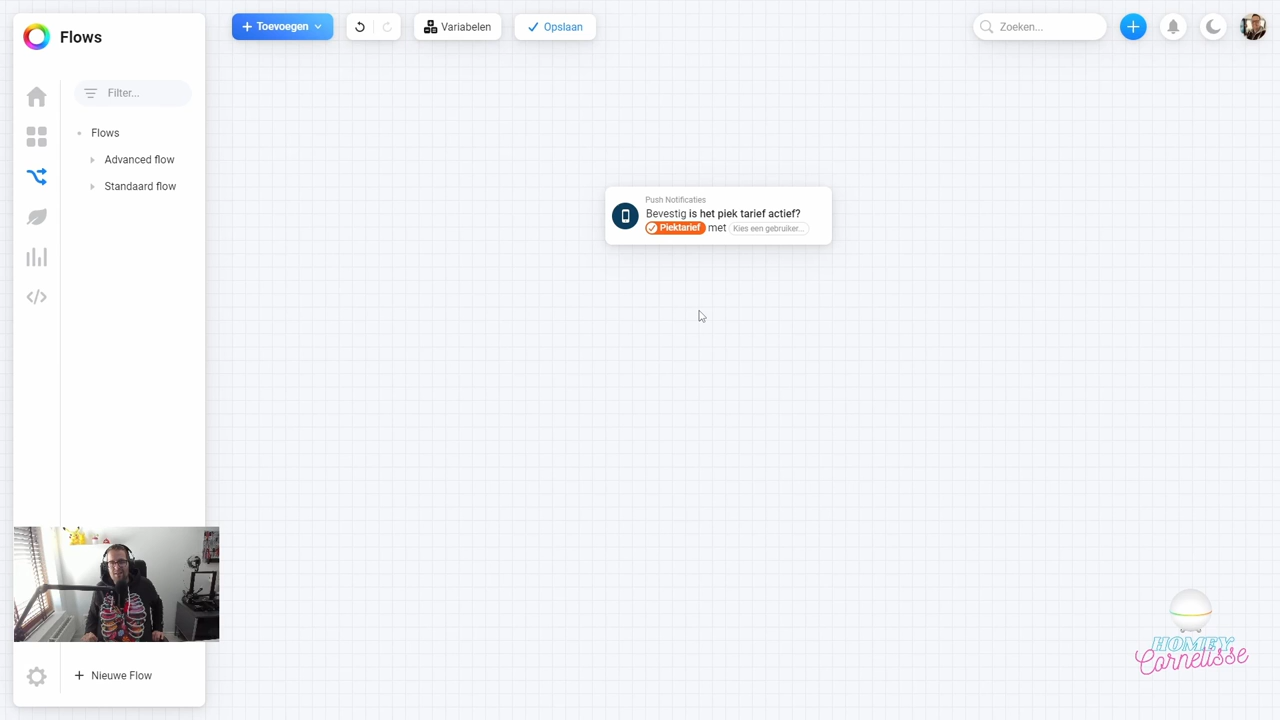 Flows
Toevoegen
Variabelen
Opslaan
Zoeken...
Filter...
Flows
Advanced flow
Standaard flow
Push Notificaties
Bevestig is het piek tarief actief?
Piektarief met Kies een gebruiker...
Nieuwe Flow
HOMEY
Cornelisse